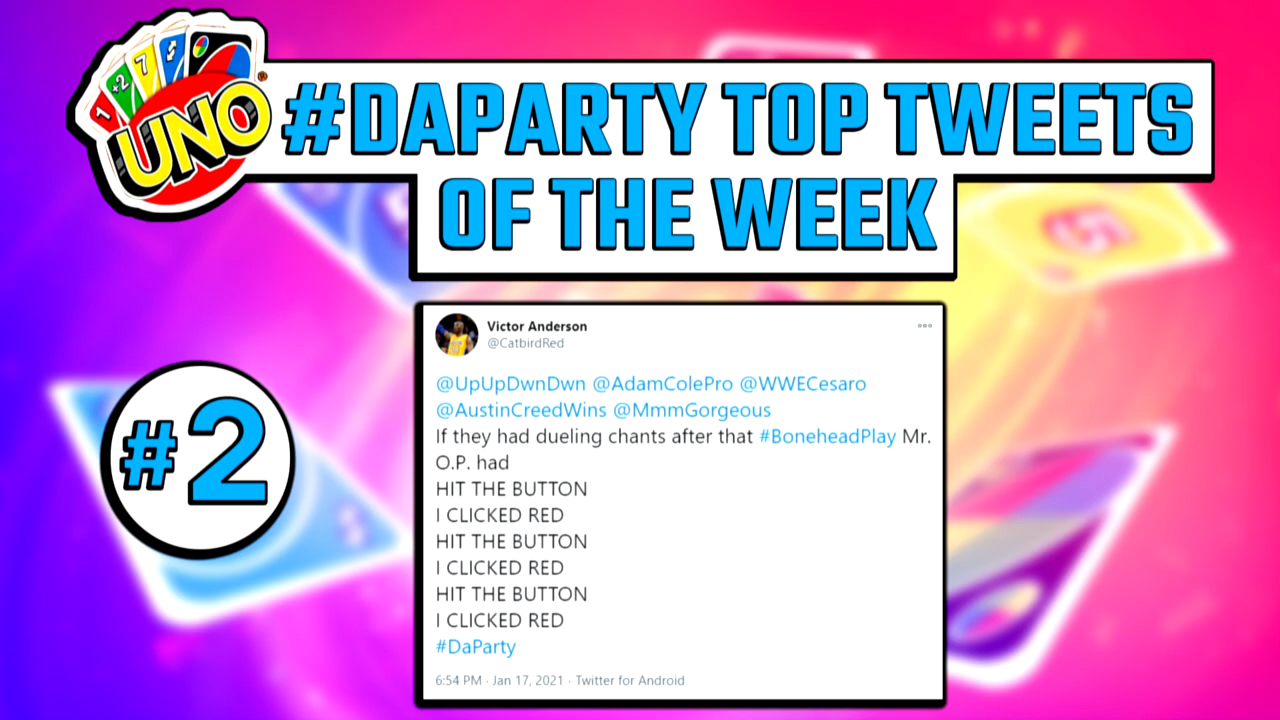 UNO
#DAPARTY TOP TWEETS
OF THE WEEK
#2
Victor Anderson
@CatbirdRed
@UpUpDwnDwn @AdamColePro @WWECesaro
@AustinCreedWins @MmmGorgeous
If they had dueling chants after that #BoneheadPlay Mr.
O.P. had
HIT THE BUTTON
I CLICKED RED
HIT THE BUTTON
I CLICKED RED
HIT THE BUTTON
I CLICKED RED
#DaParty
6:54 PM · Jan 17, 2021 · Twitter for Android